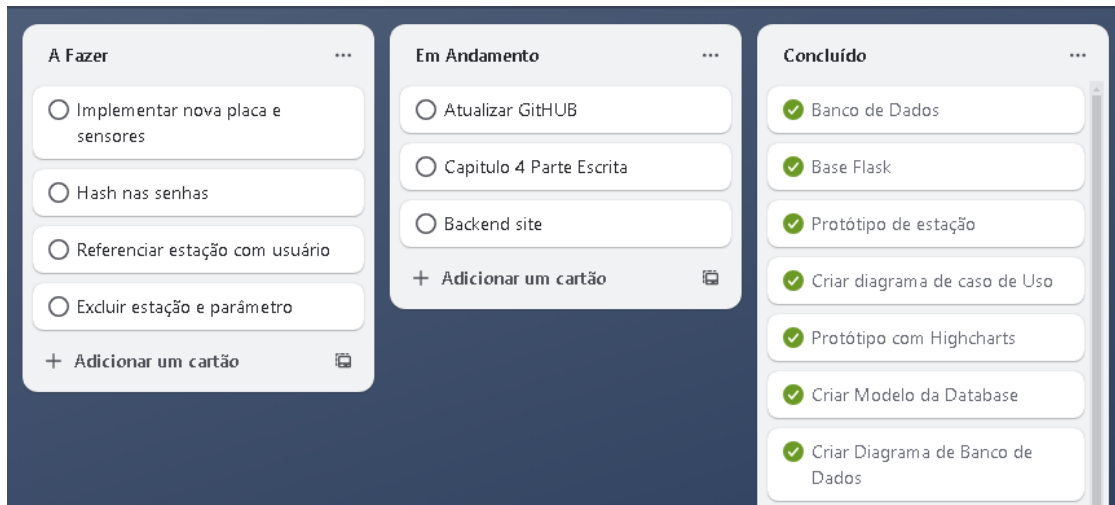 A Fazer
Implementar nova placa e
sensores
Hash nas senhas
Referenciar estação com usuário
Excluir estação e parâmetro
+ Adicionar um cartão
Em Andamento
Atualizar GitHUB
Capitulo 4 Parte Escrita
Backend site
+ Adicionar um cartão
Concluído
Banco de Dados
Base Flask
Protótipo de estação
Criar diagrama de caso de Uso
Protótipo com Highcharts
Criar Modelo da Database
Criar Diagrama de Banco de
Dados